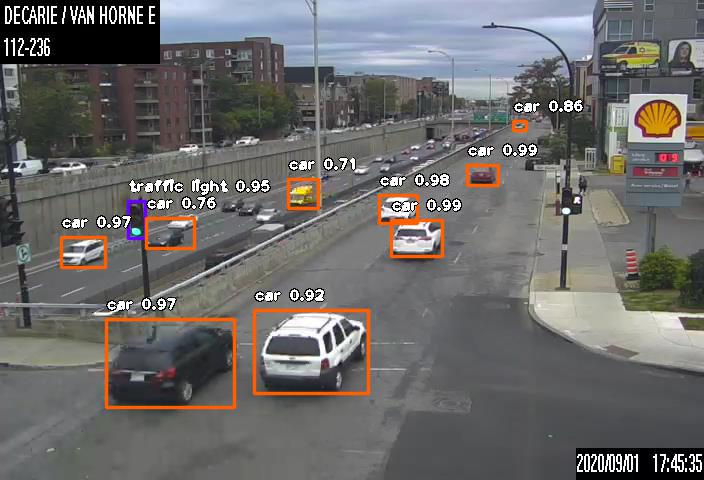 DECARIE / VAN HORNE E
112-236
car 0.86
car 0.99
car 0.71
car 0.98
traffic light 0.95
car 0.76
car 0.99
car 0.97
car 0.97
car 0.92
2020/09/01 17:45:35